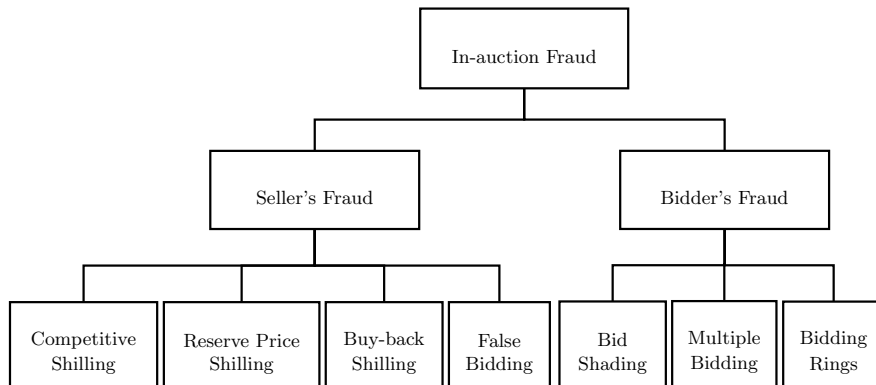 In-auction Fraud
Seller's Fraud
Bidder's Fraud
Competitive
Shilling
Reserve Price
Shilling
Buy-back
Shilling
False
Bidding
Bid
Shading
Multiple
Bidding
Bidding
Rings